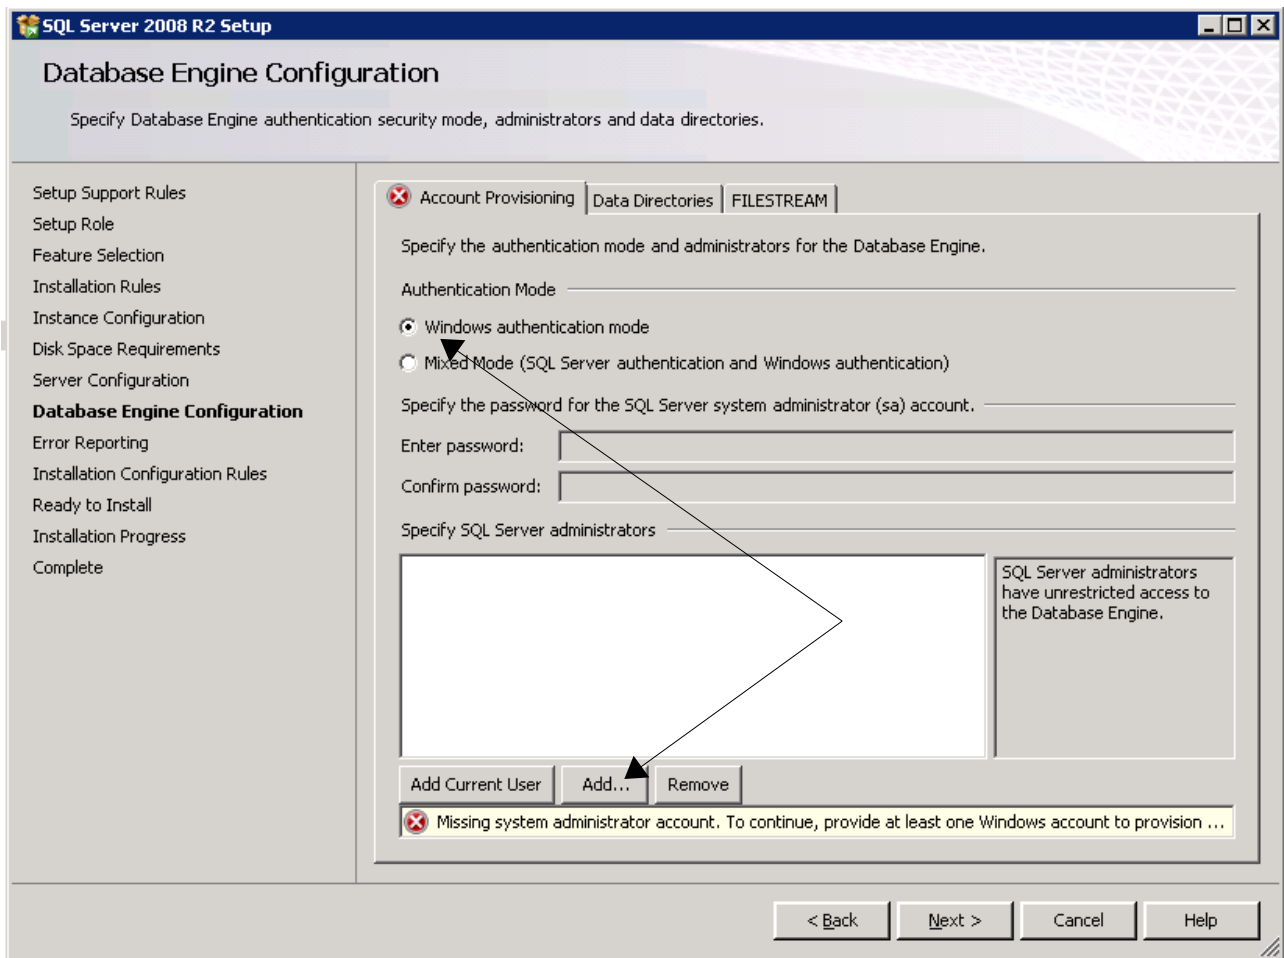 SQL Server 2008 R2 Setup
Database Engine Configuration
Specify Database Engine authentication security mode, administrators and data directories.
Setup Support Rules
Setup Role
Feature Selection
Installation Rules
Instance Configuration
Disk Space Requirements
Server Configuration
Database Engine Configuration
Error Reporting
Installation Configuration Rules
Ready to Install
Installation Progress
Complete
Account Provisioning Data Directories FILESTREAM
Specify the authentication mode and administrators for the Database Engine.
Authentication Mode
Windows authentication mode
Mixed Mode (SQL Server authentication and Windows authentication)
Specify the password for the SQL Server system administrator (sa) account.
Enter password:
Confirm password:
Specify SQL Server administrators
SQL Server administrators
have unrestricted access to
the Database Engine.
Add Current User Add... Remove
Missing system administrator account. To continue, provide at least one Windows account to provision ...
< Back Next > Cancel Help